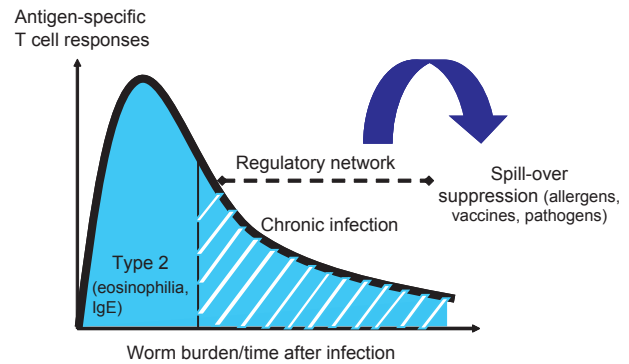 Antigen-specific
T cell responses
Regulatory network
Spill-over
suppression (allergens,
vaccines, pathogens)
Chronic infection
Type 2
(eosinophilia,
IgE)
Worm burden/time after infection